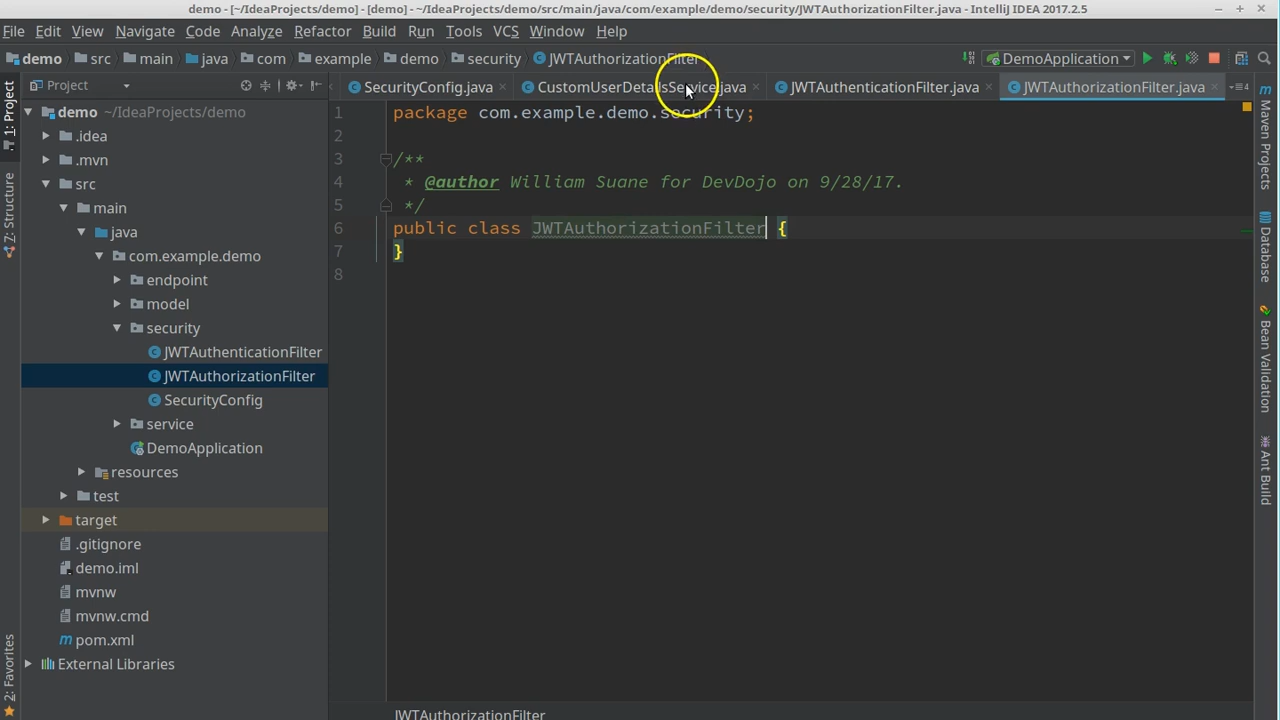 demo - [~/IdeaProjects/demo] - [demo] - ~/IdeaProjects/demo/src/main/java/com/example/demo/security/JWTAuthorizationFilter.java - IntelliJ IDEA 2017.2.5
File Edit View Navigate Code Analyze Refactor Build Run Tools VCS Window Help
demo src main java com example demo security JWTAuthorizationFilter DemoApplication
1: Project
Z: Structure
2: Favorites
Project
SecurityConfig.java CustomUserDetailsService.java JWTAuthenticationFilter.java JWTAuthorizationFilter.java
demo ~/IdeaProjects/demo
.idea
.mvn
src
main
java
com.example.demo
endpoint
model
security
JWTAuthenticationFilter
JWTAuthorizationFilter
SecurityConfig
service
DemoApplication
resources
test
target
.gitignore
demo.iml
mvnw
mvnw.cmd
pom.xml
External Libraries
1 package com.example.demo.security;
2
3 /**
4 * @author William Suane for DevDojo on 9/28/17.
5 */
6 public class JWTAuthorizationFilter {
7 }
8
JWTAuthorizationFilter
Maven Projects
Database
Bean Validation
Ant Build